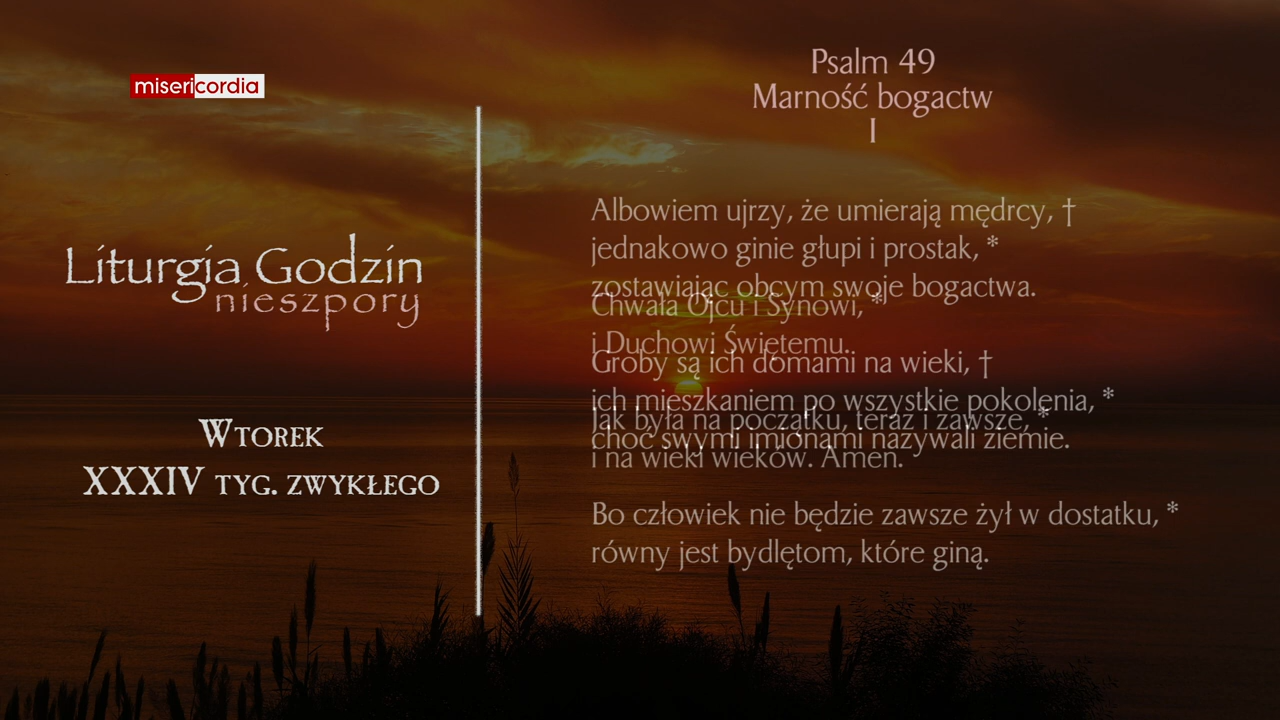 misericordia
Liturgia Godzin
nieszpory
Wtorek
XXXIV tyg. zwykłego
Psalm 49
Marność bogactw
I
Albowiem ujrzy, że umierają mędrcy, †
jednakowo ginie głupi i prostak, *
zostawiając obcym swoje bogactwa.
Chwała Ojcu i Synowi, *
i Duchowi Świętemu.
Groby są ich domami na wieki, †
ich mieszkaniem po wszystkie pokolenia, *
Jak była na początku, teraz i zawsze, *
choć swymi imionami nazywali ziemie.
i na wieki wieków. Amen.
Bo człowiek nie będzie zawsze żył w dostatku, *
równy jest bydlętom, które giną.